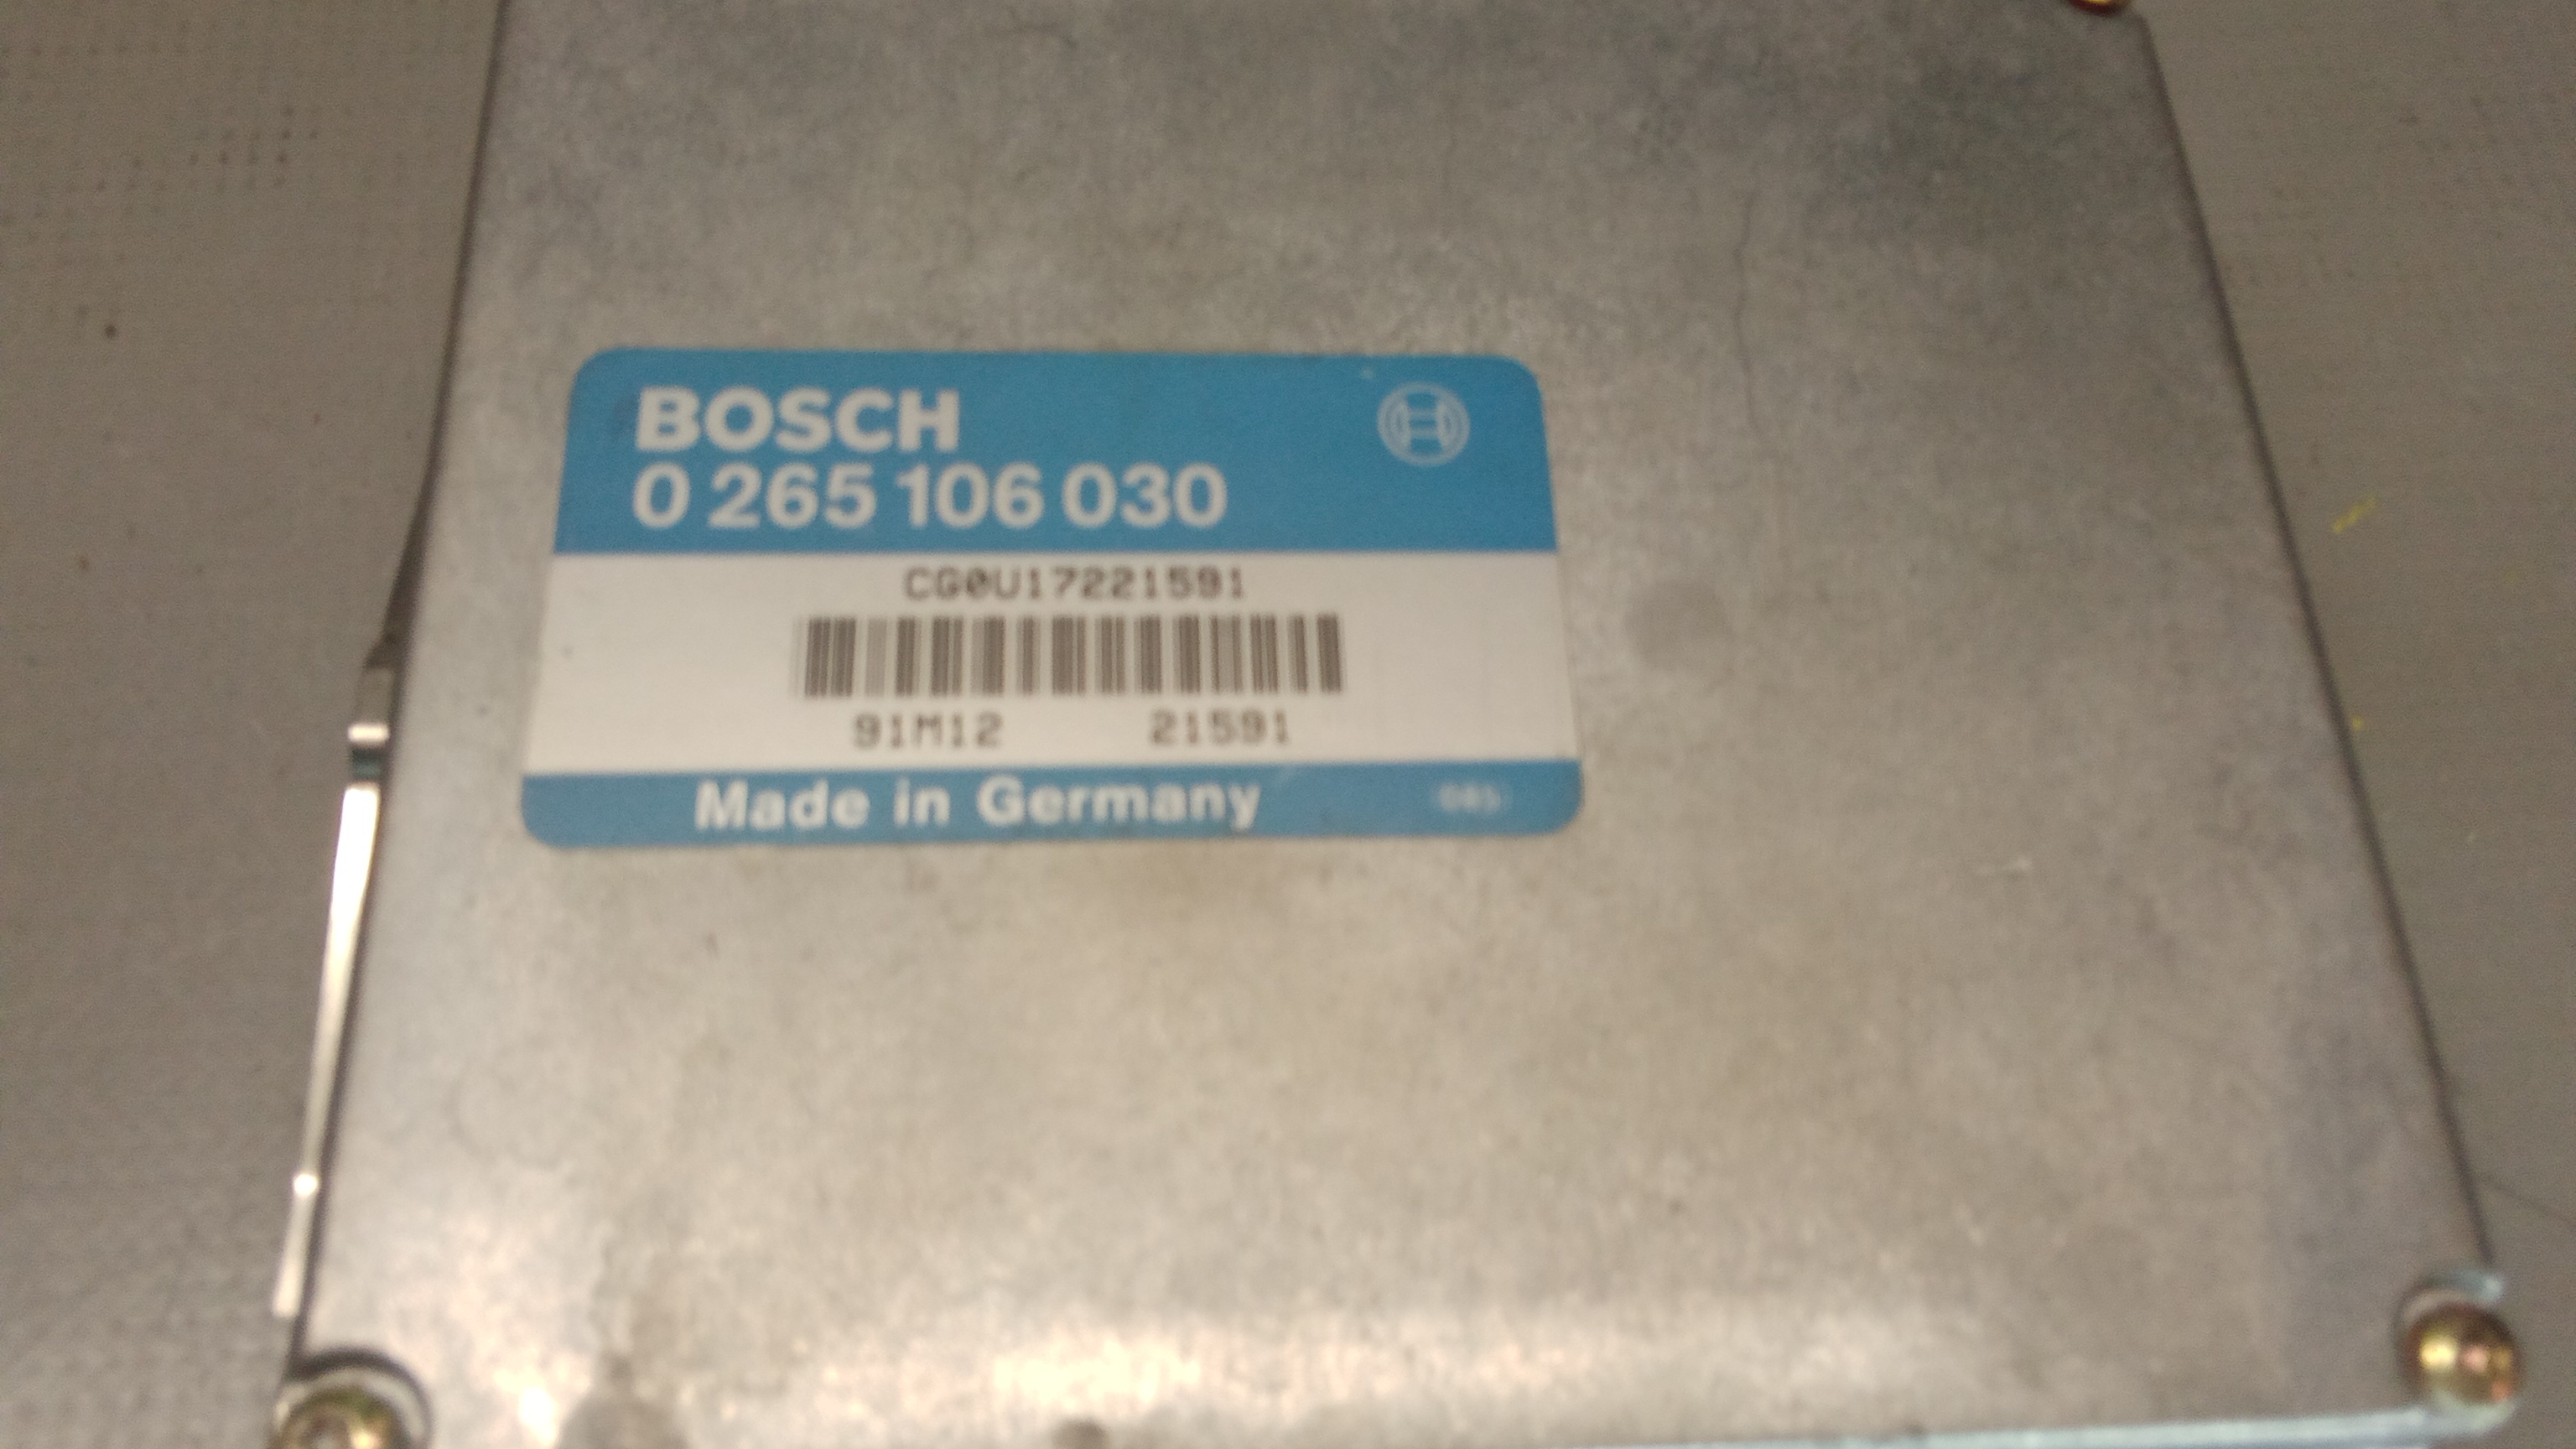 BOSCH
0 265 106 030
CG0U17221591
91M12 21591
Made in Germany